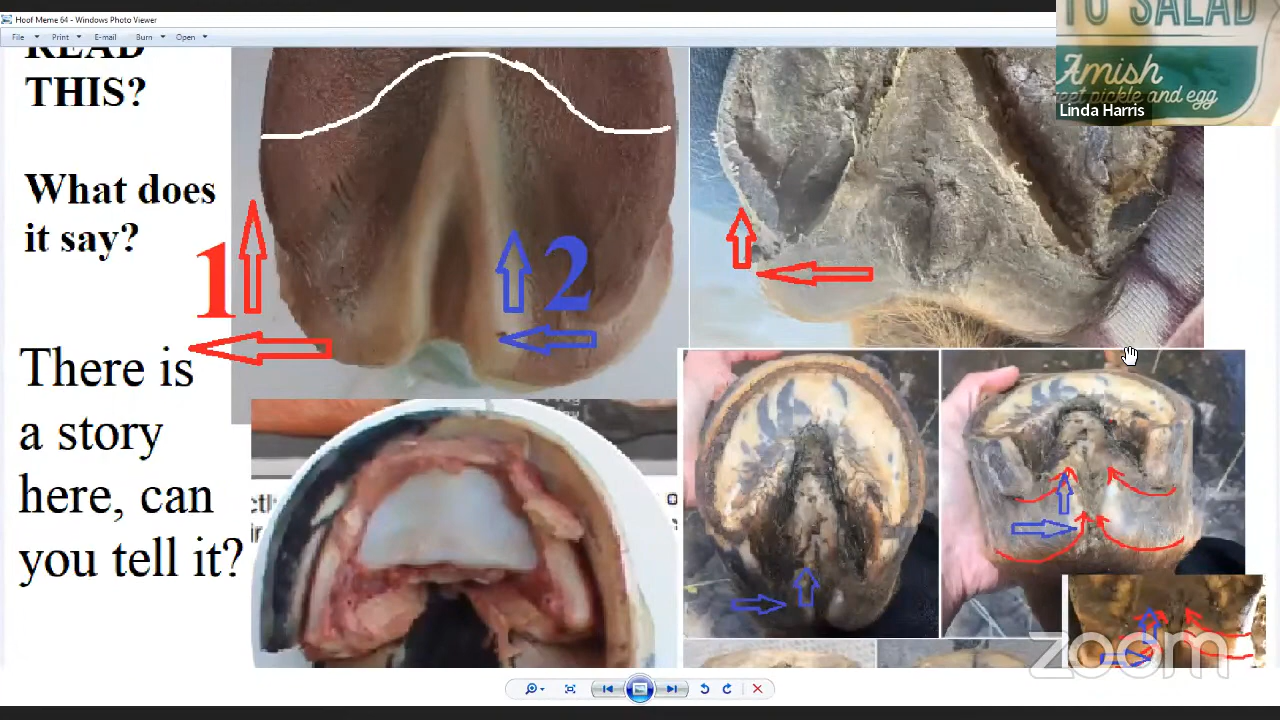 Hoof Meme 64 - Windows Photo Viewer
File Print E-mail Burn Open
TO SALAD
Amish
pickle and egg
Linda Harris
READ
THIS?
What does
it say?
1
2
There is
a story
here, can
you tell it?
zoom